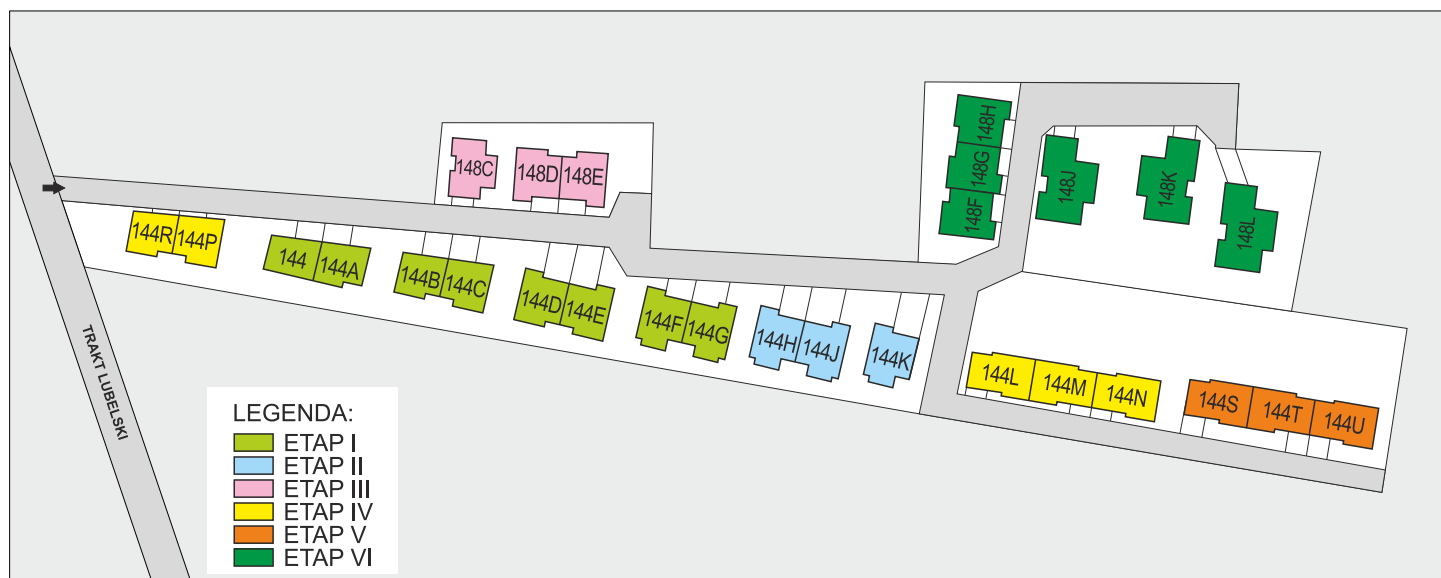 148H
148G
148F
148J
148K
148L
148C
148D
148E
144R
144P
144
144A
144B
144C
144D
144E
144F
144G
144H
144J
144K
144L
144M
144N
144S
144T
144U
TRAKT LUBELSKI
LEGENDA:
ETAP I
ETAP II
ETAP III
ETAP IV
ETAP V
ETAP VI